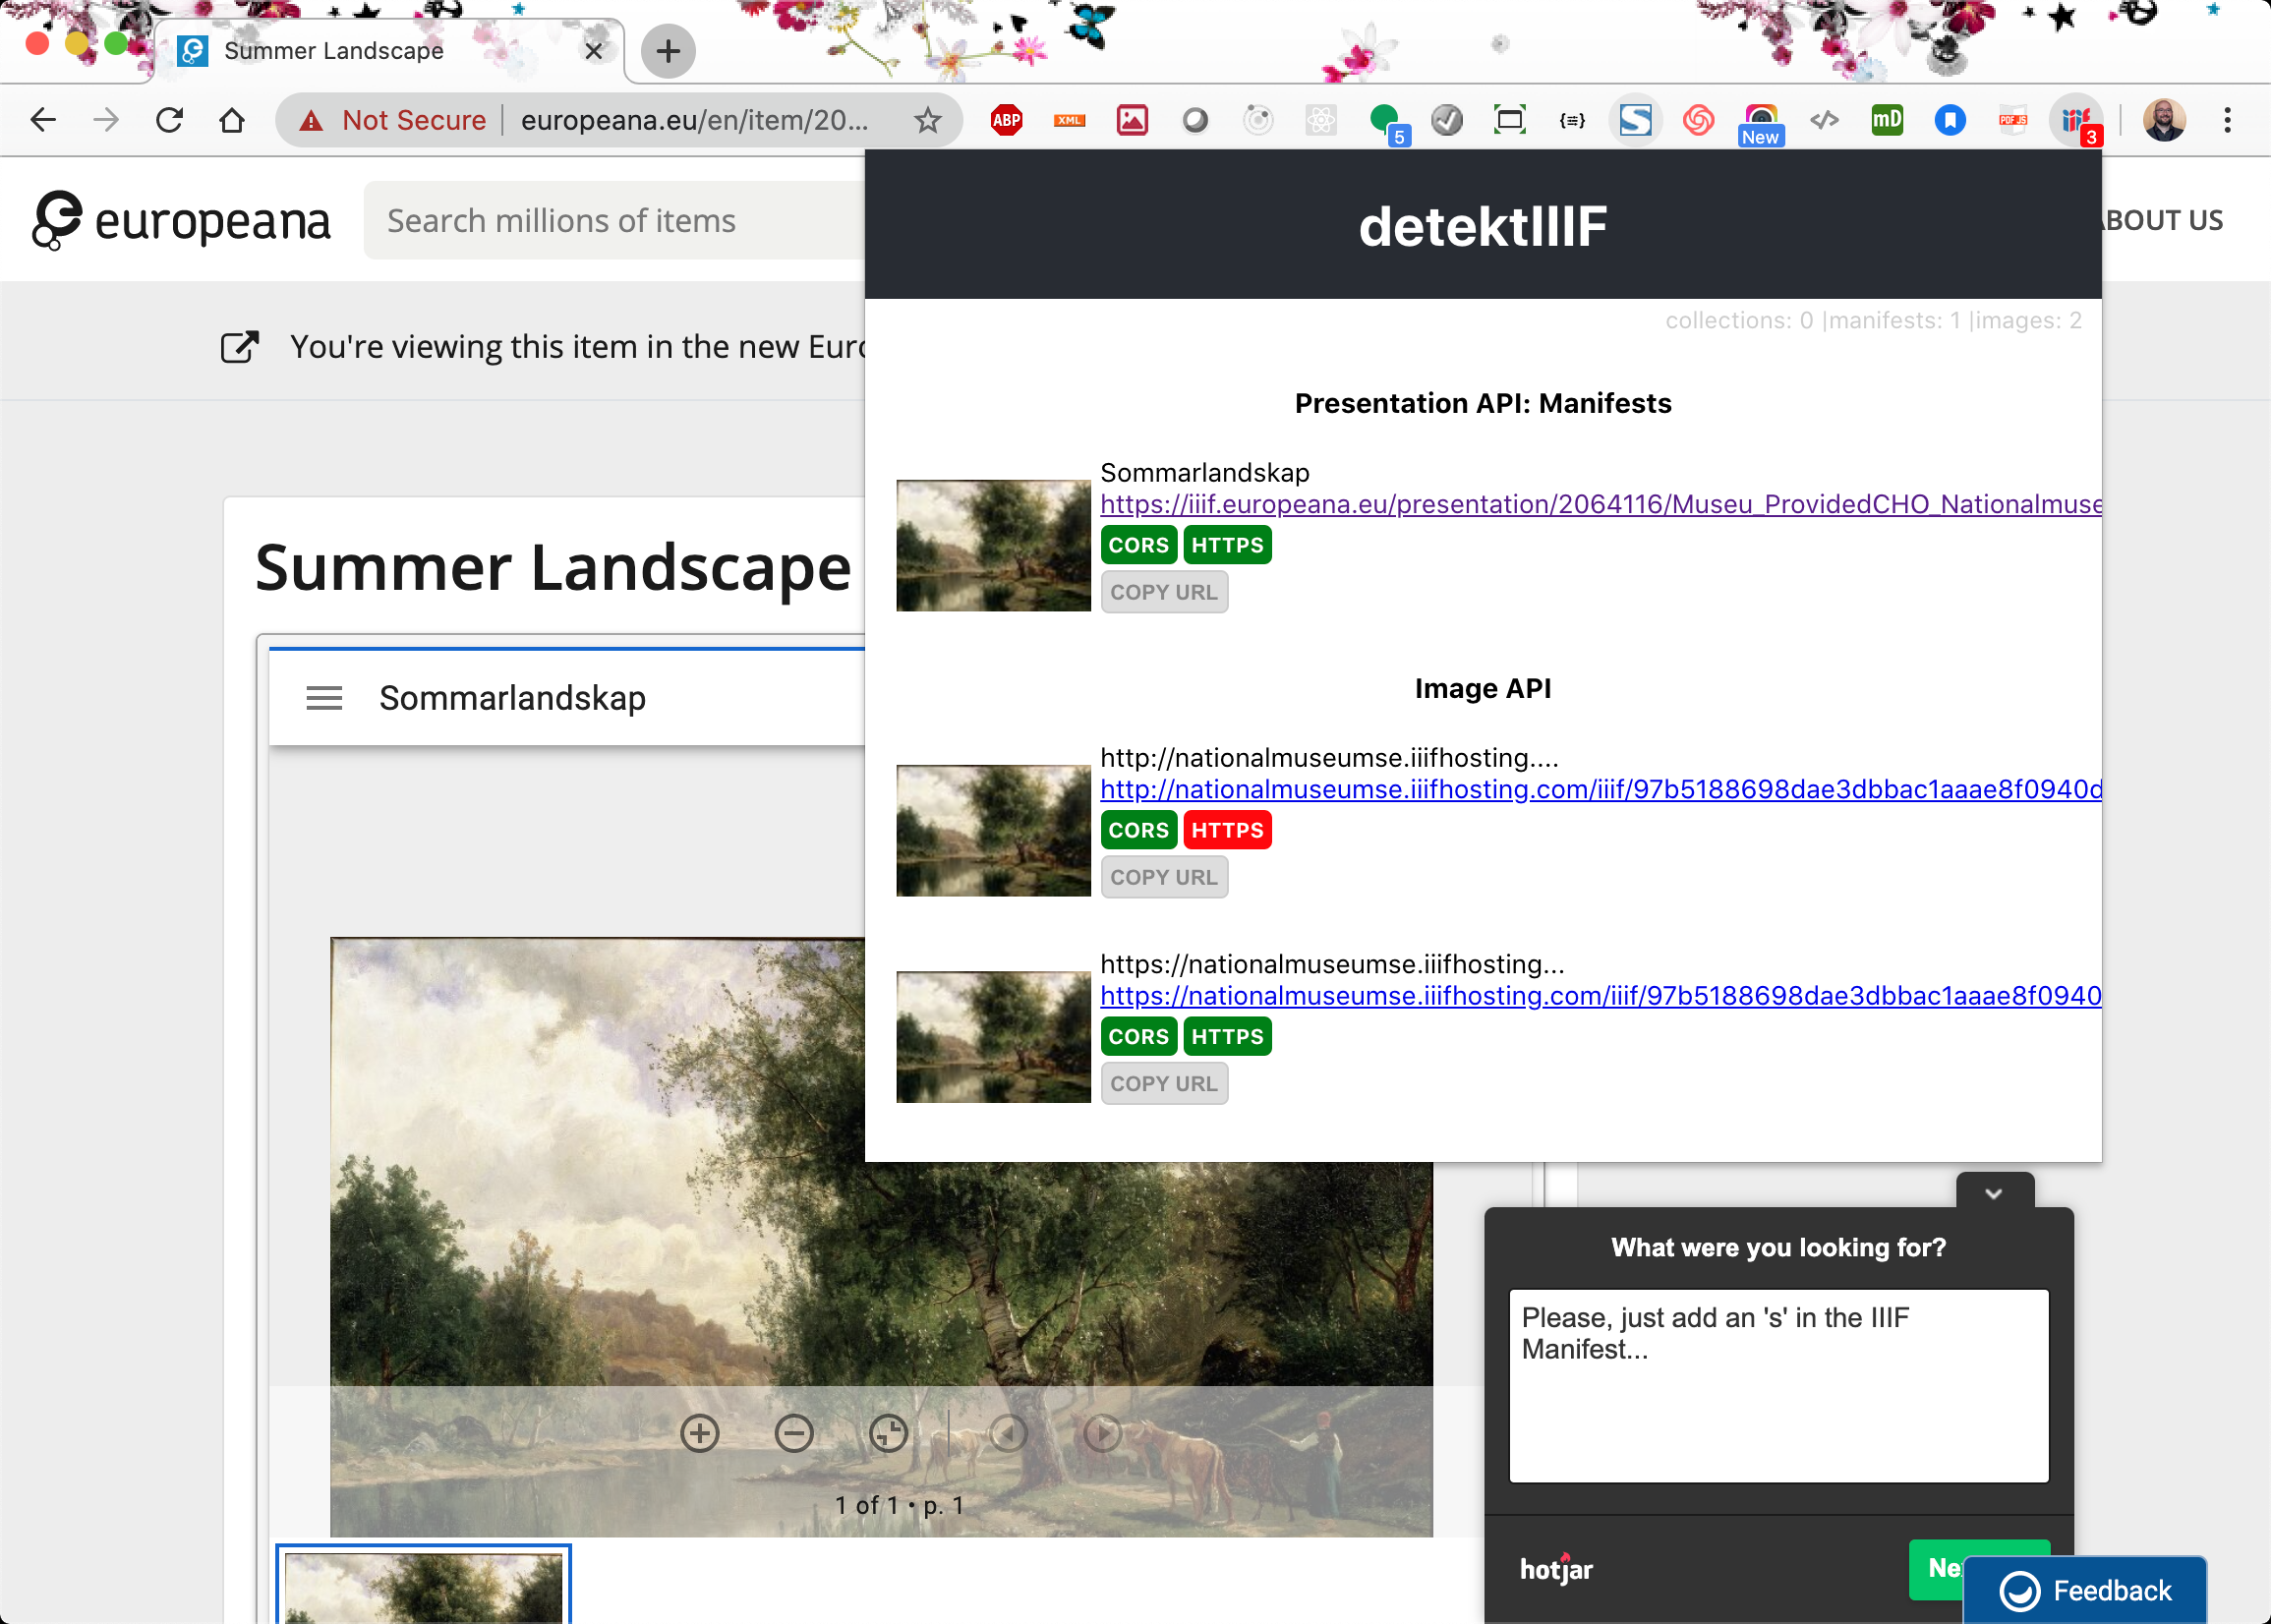 Summer Landscape
Not Secure
europeana.eu/en/item/20...
ABP
XML
5
New
mD
PDF JS
iiif
3
europeana
Search millions of items
ABOUT US
You're viewing this item in the new Euro
Summer Landscape
Sommarlandskap
1 of 1 • p. 1
detektIIIF
collections: 0 |manifests: 1 |images: 2
Presentation API: Manifests
Sommarlandskap
https://iiif.europeana.eu/presentation/2064116/Museu_ProvidedCHO_Nationalmuse
CORS HTTPS
COPY URL
Image API
http://nationalmuseumse.iiifhosting....
http://nationalmuseumse.iiifhosting.com/iiif/97b5188698dae3dbbac1aaae8f0940d
CORS HTTPS
COPY URL
https://nationalmuseumse.iiifhosting...
https://nationalmuseumse.iiifhosting.com/iiif/97b5188698dae3dbbac1aaae8f0940
CORS HTTPS
COPY URL
What were you looking for?
Please, just add an 's' in the IIIF
Manifest...
hotjar
Feedback